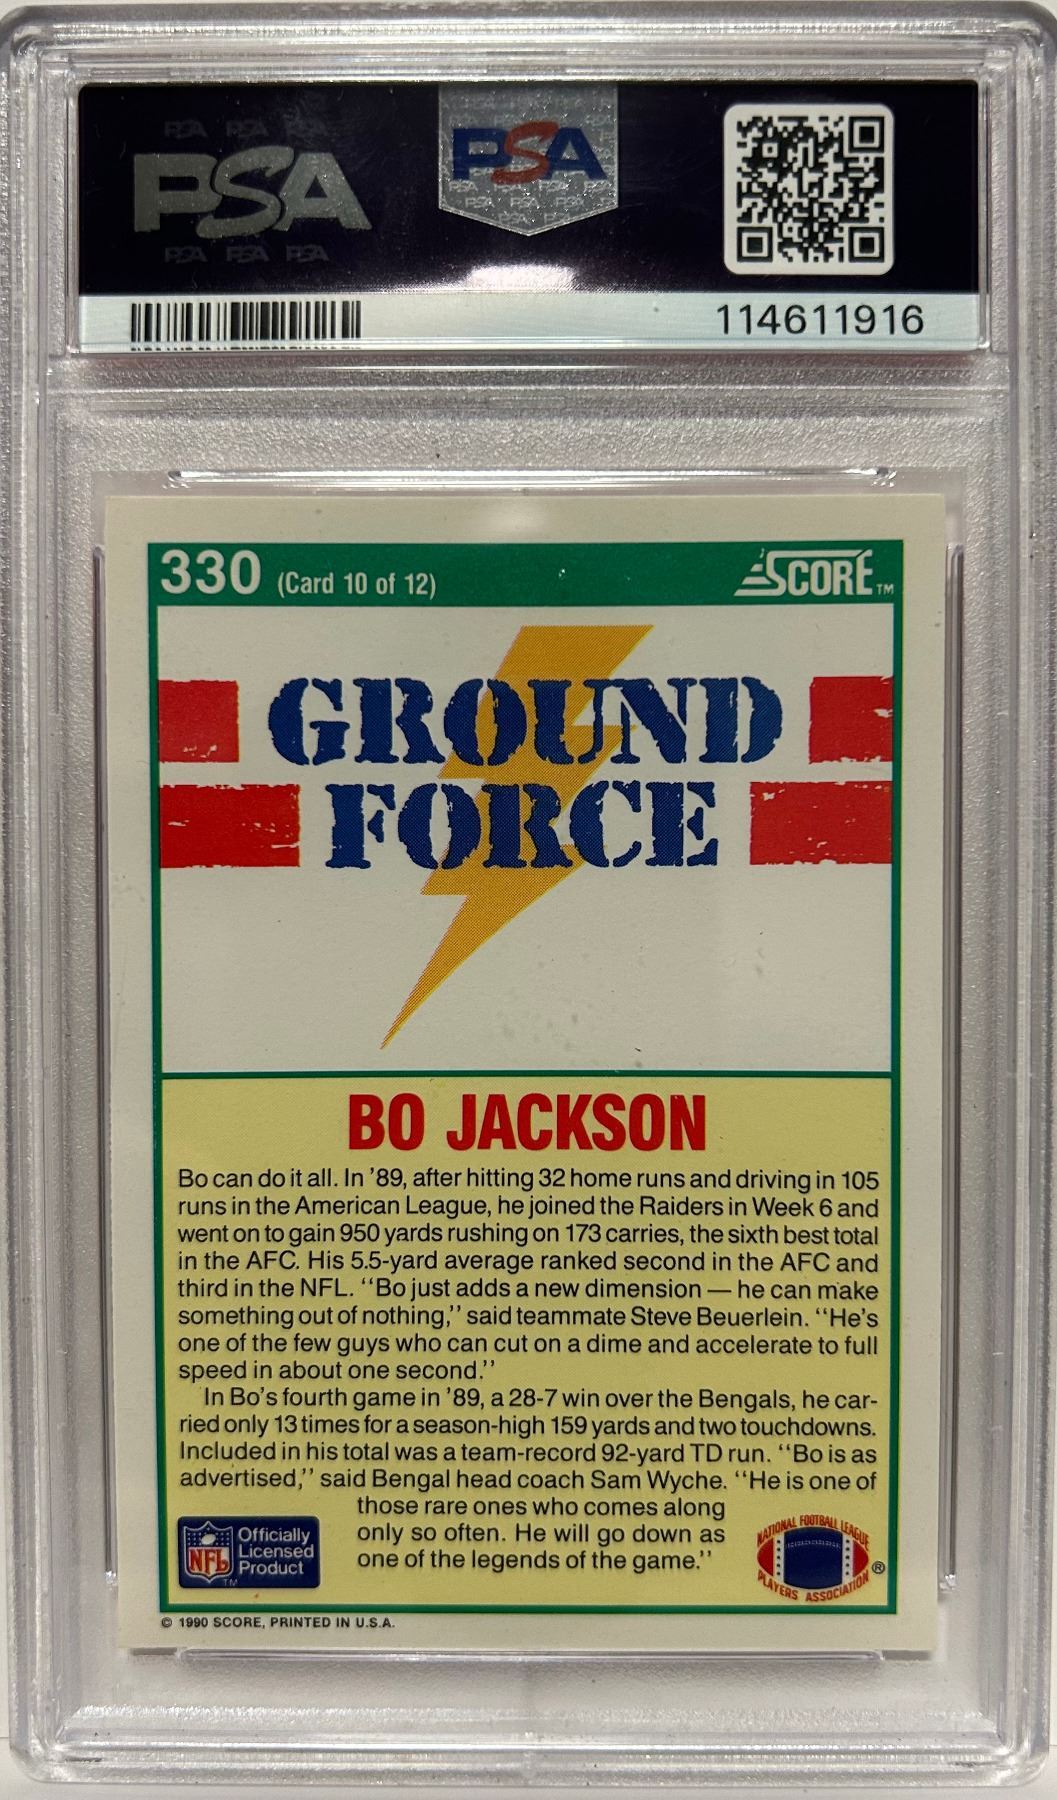 PSA PSA PSA
PSA
PSA PSA PSA
PSA
114611916
330 (Card 10 of 12) SCORE™
GROUND
FORCE
BO JACKSON
Bo can do it all. In '89, after hitting 32 home runs and driving in 105
runs in the American League, he joined the Raiders in Week 6 and
went on to gain 950 yards rushing on 173 carries, the sixth best total
in the AFC. His 5.5-yard average ranked second in the AFC and
third in the NFL. "Bo just adds a new dimension — he can make
something out of nothing," said teammate Steve Beuerlein. "He's
one of the few guys who can cut on a dime and accelerate to full
speed in about one second."
In Bo's fourth game in '89, a 28-7 win over the Bengals, he car-
ried only 13 times for a season-high 159 yards and two touchdowns.
Included in his total was a team-record 92-yard TD run. "Bo is as
advertised," said Bengal head coach Sam Wyche. "He is one of
those rare ones who comes along
only so often. He will go down as
one of the legends of the game."
NFL TM
Officially
Licensed
Product
NATIONAL FOOTBALL LEAGUE
PLAYERS ASSOCIATION ®
© 1990 SCORE, PRINTED IN U.S.A.